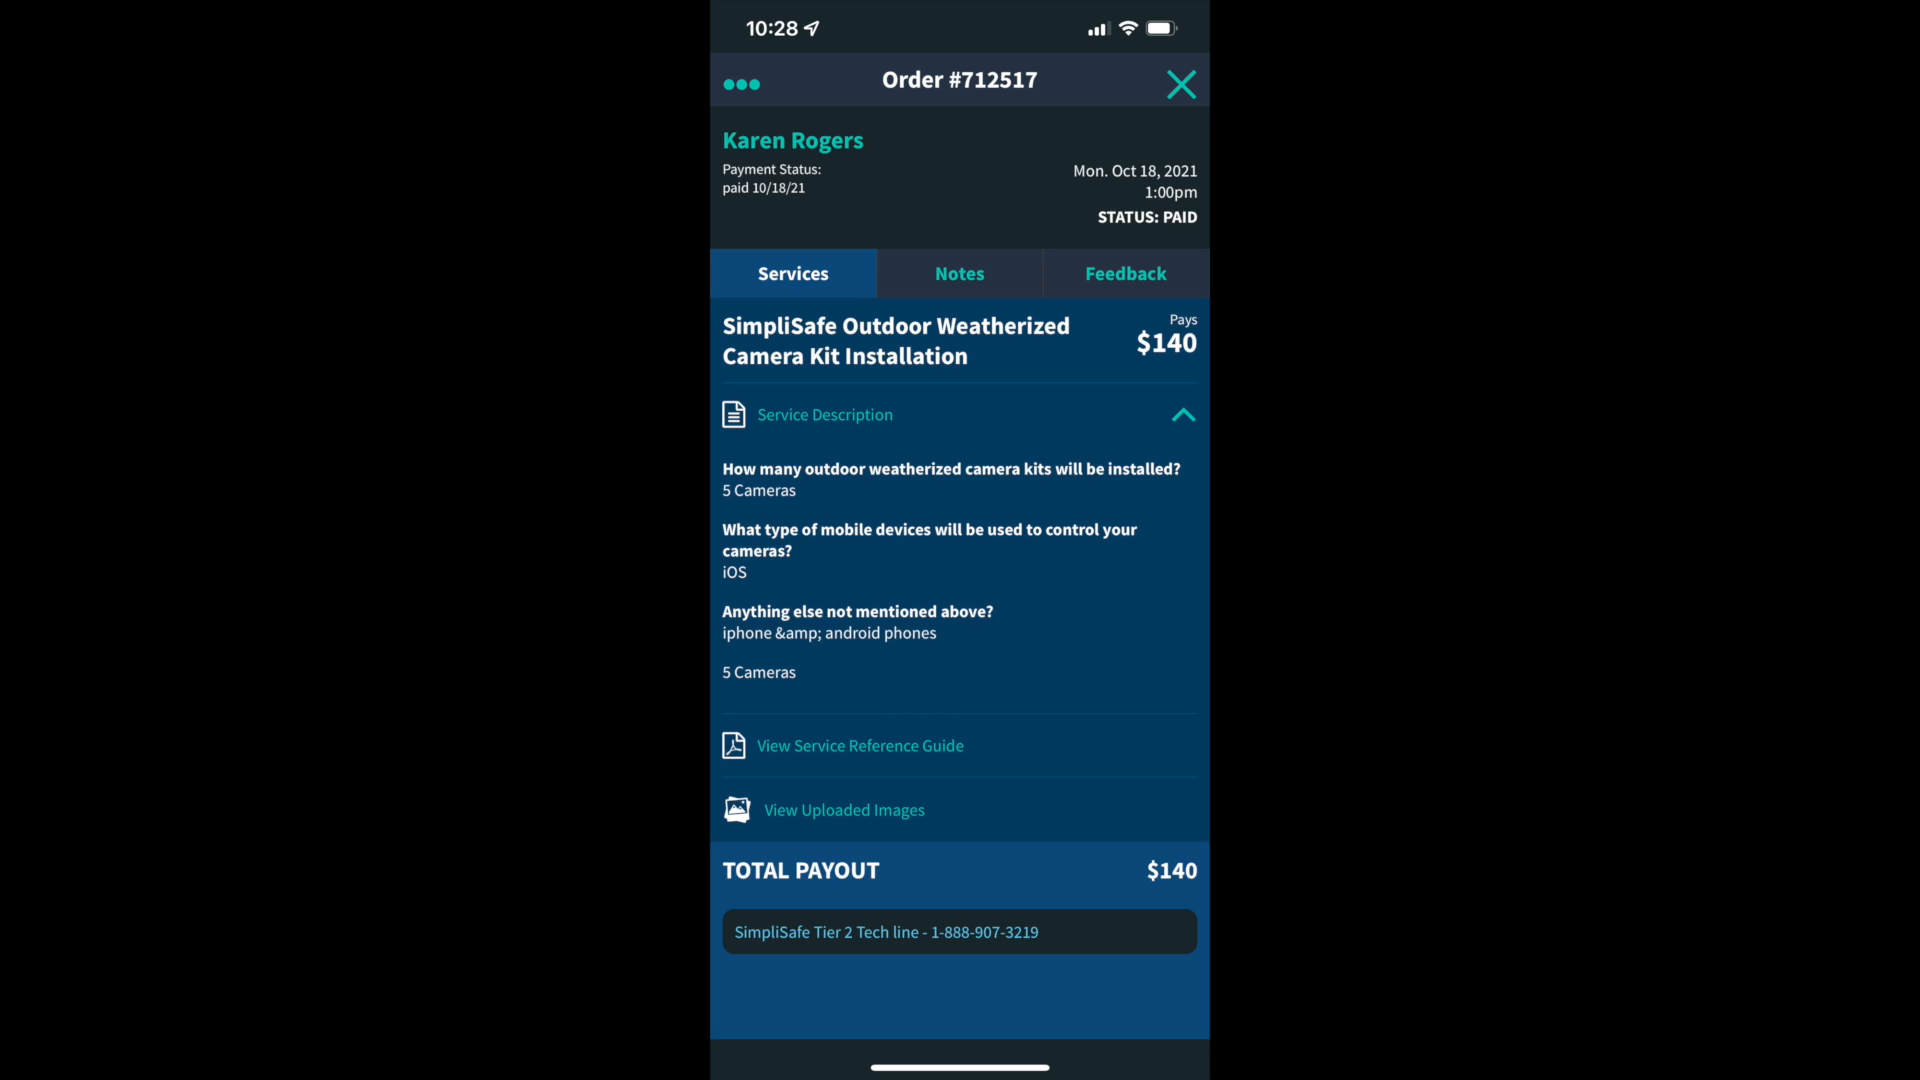 10:28
Order #712517
Karen Rogers
Payment Status:
paid 10/18/21
Mon. Oct 18, 2021
1:00pm
STATUS: PAID
Services
Notes
Feedback
SimpliSafe Outdoor Weatherized
Camera Kit Installation
Pays
$140
Service Description
How many outdoor weatherized camera kits will be installed?
5 Cameras
What type of mobile devices will be used to control your
cameras?
iOS
Anything else not mentioned above?
iphone &amp; android phones
5 Cameras
View Service Reference Guide
View Uploaded Images
TOTAL PAYOUT
$140
SimpliSafe Tier 2 Tech line - 1-888-907-3219